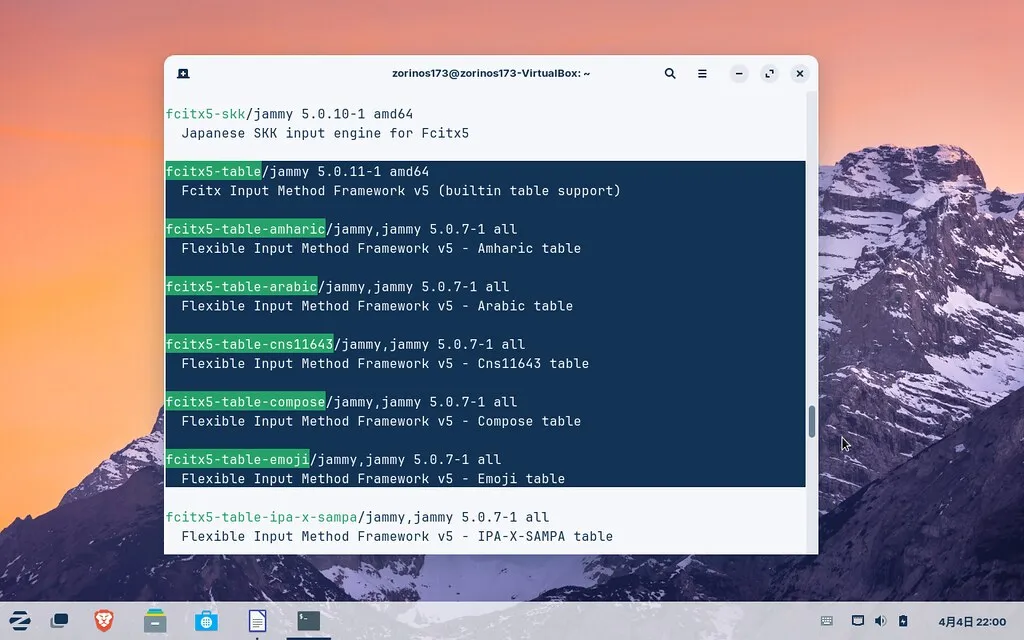 zorinos173@zorinos173-VirtualBox: ~
fcitx5-skk/jammy 5.0.10-1 amd64
Japanese SKK input engine for Fcitx5
fcitx5-table/jammy 5.0.11-1 amd64
Fcitx Input Method Framework v5 (builtin table support)
fcitx5-table-amharic/jammy,jammy 5.0.7-1 all
Flexible Input Method Framework v5 - Amharic table
fcitx5-table-arabic/jammy,jammy 5.0.7-1 all
Flexible Input Method Framework v5 - Arabic table
fcitx5-table-cns11643/jammy,jammy 5.0.7-1 all
Flexible Input Method Framework v5 - Cns11643 table
fcitx5-table-compose/jammy,jammy 5.0.7-1 all
Flexible Input Method Framework v5 - Compose table
fcitx5-table-emoji/jammy,jammy 5.0.7-1 all
Flexible Input Method Framework v5 - Emoji table
fcitx5-table-ipa-x-sampa/jammy,jammy 5.0.7-1 all
Flexible Input Method Framework v5 - IPA-X-SAMPA table
4月4日 22:00